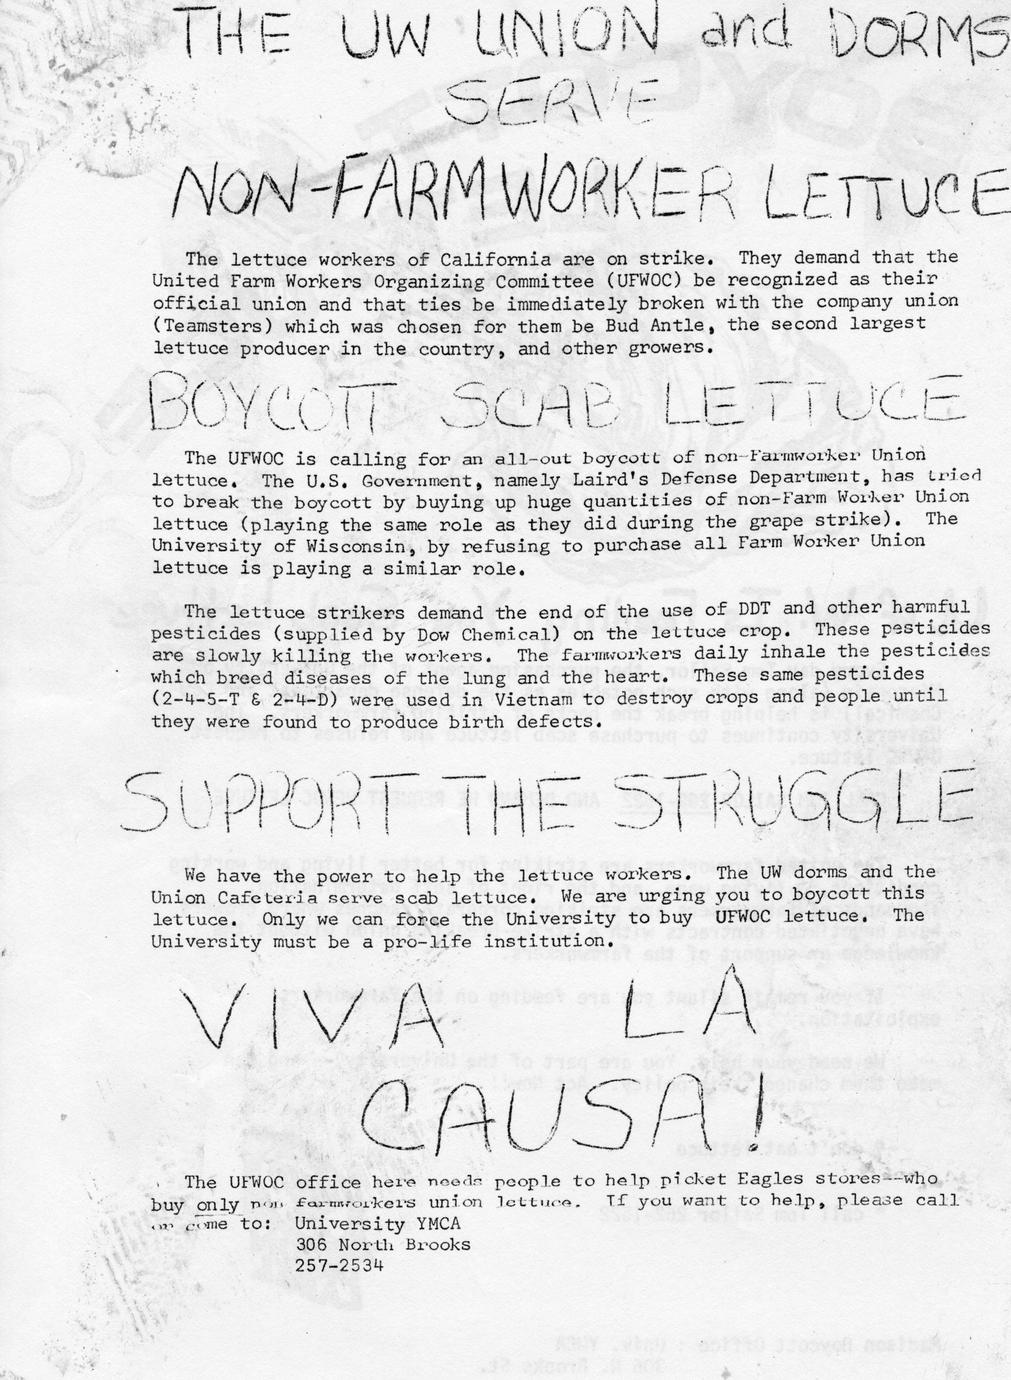 THE UW UNION and DORMS
SERVE
NON-FARMWORKER LETTUCE
The lettuce workers of California are on strike. They demand that the
United Farm Workers Organizing Committee (UFWOC) be recognized as their
official union and that ties be immediately broken with the company union
(Teamsters) which was chosen for them be Bud Antle, the second largest
lettuce producer in the country, and other growers.
BOYCOTT SCAB LETTUCE
The UFWOC is calling for an all-out boycott of non-Farmworker Union
lettuce. The U.S. Government, namely Laird's Defense Department, has tried
to break the boycott by buying up huge quantities of non-Farm Worker Union
lettuce (playing the same role as they did during the grape strike). The
University of Wisconsin, by refusing to purchase all Farm Worker Union
lettuce is playing a similar role.
The lettuce strikers demand the end of the use of DDT and other harmful
pesticides (supplied by Dow Chemical) on the lettuce crop. These pesticides
are slowly killing the workers. The farmworkers daily inhale the pesticides
which breed diseases of the lung and the heart. These same pesticides
(2-4-5-T & 2-4-D) were used in Vietnam to destroy crops and people until
they were found to produce birth defects.
SUPPORT THE STRUGGLE
We have the power to help the lettuce workers. The UW dorms and the
Union Cafeteria serve scab lettuce. We are urging you to boycott this
lettuce. Only we can force the University to buy UFWOC lettuce. The
University must be a pro-life institution.
VIVA LA
CAUSA!
The UFWOC office here needs people to help picket Eagles stores--who
buy only non farmworkers union lettuce. If you want to help, please call
or come to: University YMCA
306 North Brooks
257-2534
Madison Boycott Office : Univ. YMCA
306 N. Brooks St.